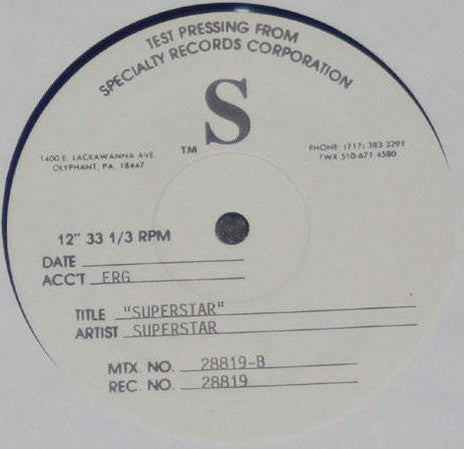 TEST PRESSING FROM
SPECIALTY RECORDS CORPORATION
S
TM
1400 E. LACKAWANNA AVE.
OLYPHANT, PA. 18447
PHONE: (717) 383 3291
TWX 510-671 4580
12" 33 1/3 RPM
DATE
ACC'T ERG
TITLE "SUPERSTAR"
ARTIST SUPERSTAR
MTX. NO. 28819-B
REC. NO. 28819